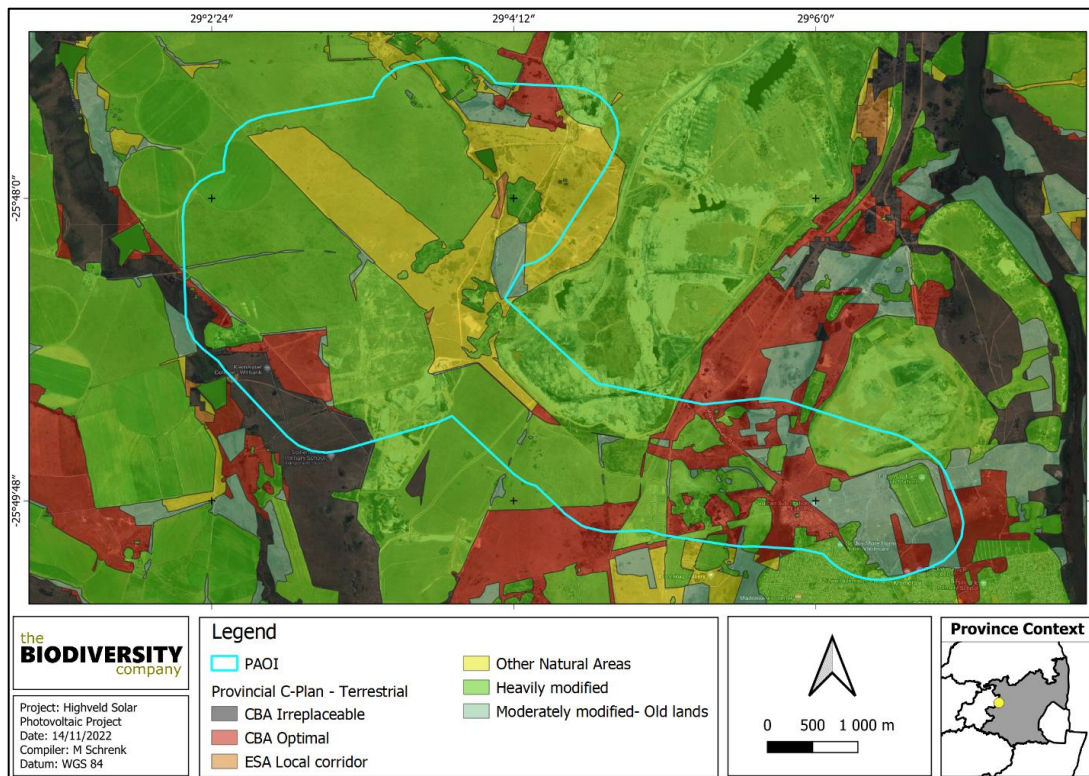 29°2′24″ 29°4′12″ 29°6′0″
-25°48′0″
-25°49′48″
the
BIODIVERSITY
company
Project: Highveld Solar
Photovoltaic Project
Date: 14/11/2022
Compiler: M Schrenk
Datum: WGS 84
Legend
PAOI
Provincial C-Plan - Terrestrial
CBA Irreplaceable
CBA Optimal
ESA Local corridor
Other Natural Areas
Heavily modified
Moderately modified- Old lands
0 500 1 000 m
Province Context